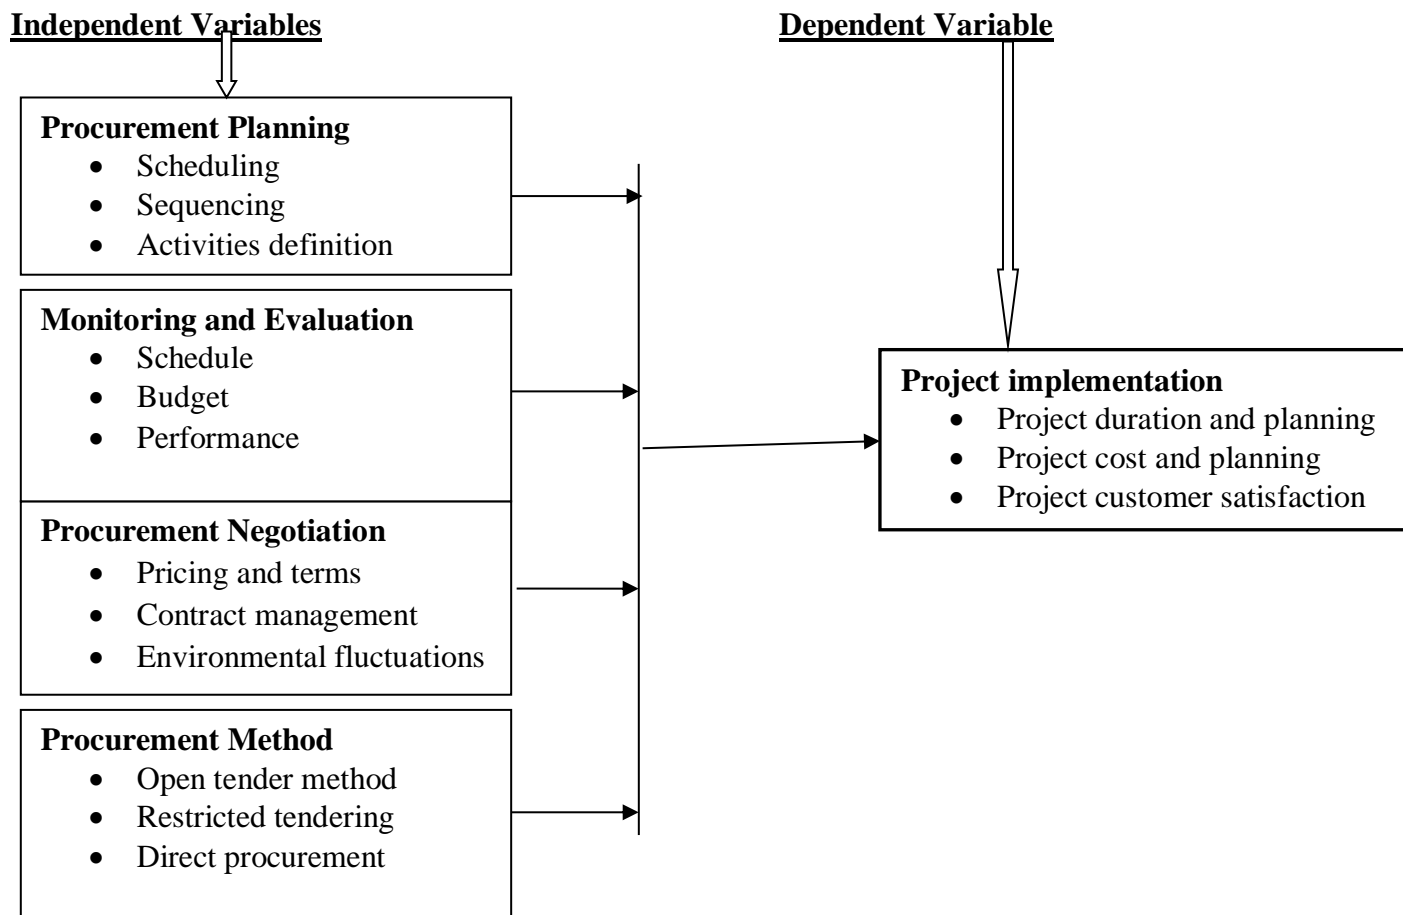 Independent Variables
Dependent Variable
Procurement Planning
• Scheduling
• Sequencing
• Activities definition
Monitoring and Evaluation
• Schedule
• Budget
• Performance
Procurement Negotiation
• Pricing and terms
• Contract management
• Environmental fluctuations
Procurement Method
• Open tender method
• Restricted tendering
• Direct procurement
Project implementation
• Project duration and planning
• Project cost and planning
• Project customer satisfaction